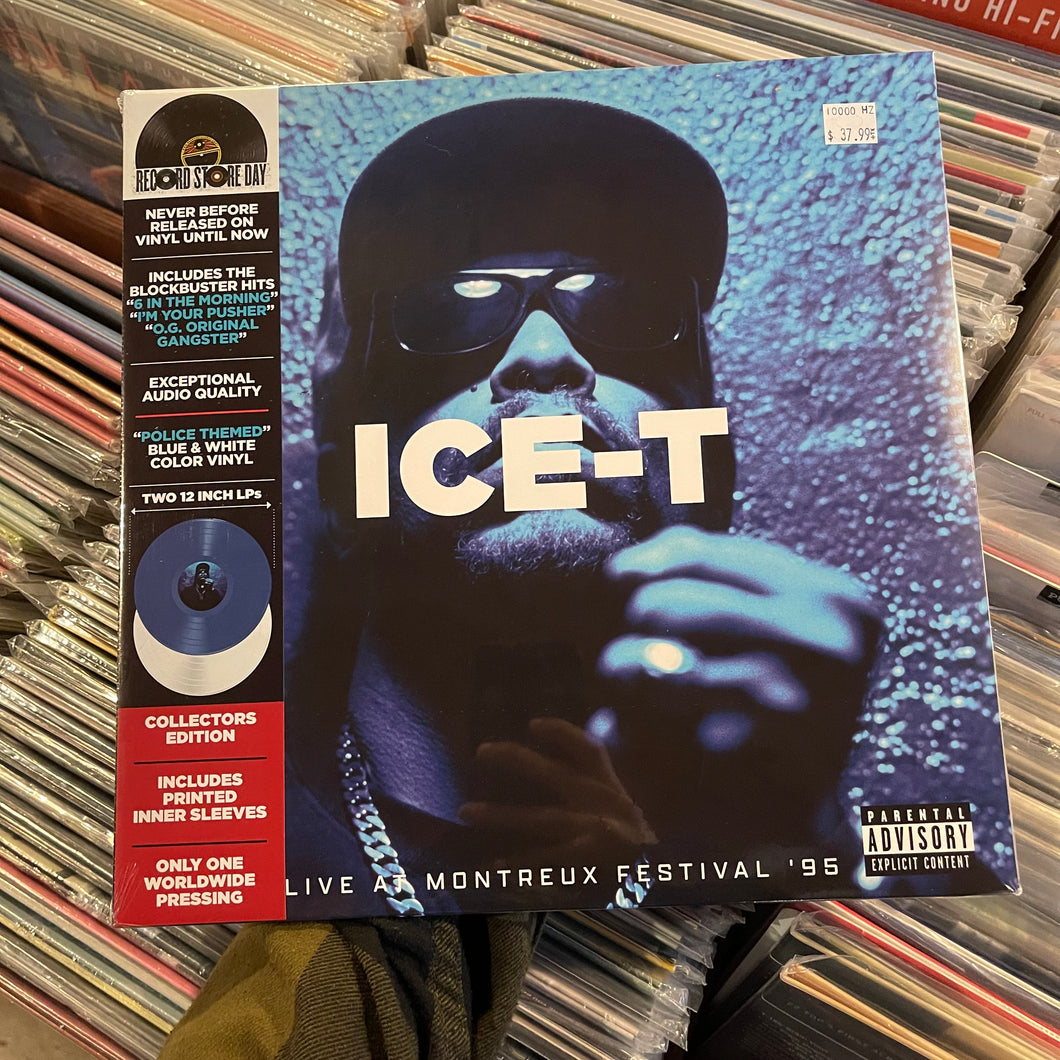 NG HI-FI
10000 HZ
$ 37.99
RECORD STORE DAY
NEVER BEFORE
RELEASED ON
VINYL UNTIL NOW
INCLUDES THE
BLOCKBUSTER HITS
“6 IN THE MORNING”
“I’M YOUR PUSHER”
“O.G. ORIGINAL
GANGSTER”
EXCEPTIONAL
AUDIO QUALITY
“POLICE THEMED”
BLUE & WHITE
COLOR VINYL
TWO 12 INCH LPs
COLLECTORS
EDITION
INCLUDES
PRINTED
INNER SLEEVES
ONLY ONE
WORLDWIDE
PRESSING
ICE-T
LIVE AT MONTREUX FESTIVAL '95
PARENTAL
ADVISORY
EXPLICIT CONTENT